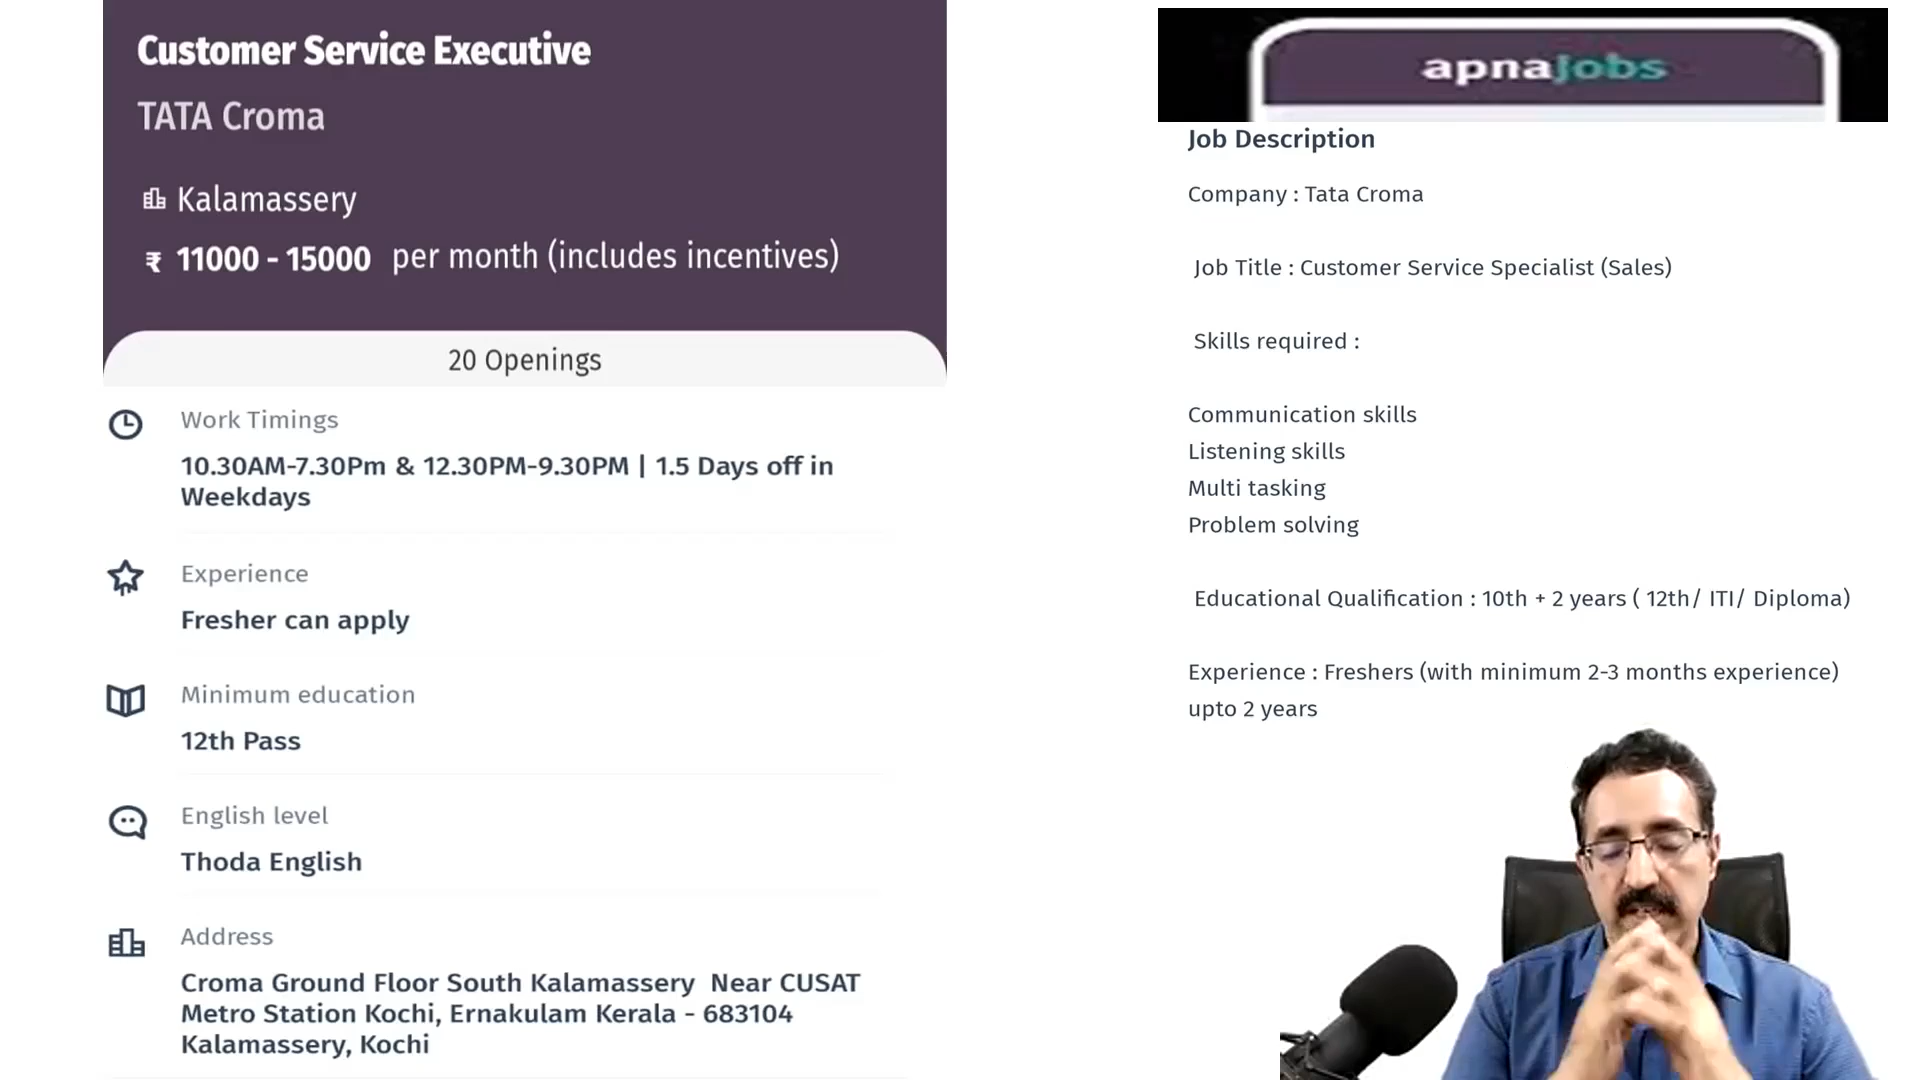 Customer Service Executive
TATA Croma
Kalamassery
₹ 11000 - 15000 per month (includes incentives)
20 Openings
Work Timings
10.30AM-7.30Pm & 12.30PM-9.30PM | 1.5 Days off in
Weekdays
Experience
Fresher can apply
Minimum education
12th Pass
English level
Thoda English
Address
Croma Ground Floor South Kalamassery Near CUSAT
Metro Station Kochi, Ernakulam Kerala - 683104
Kalamassery, Kochi
apnajobs
Job Description
Company : Tata Croma
Job Title : Customer Service Specialist (Sales)
Skills required :
Communication skills
Listening skills
Multi tasking
Problem solving
Educational Qualification : 10th + 2 years ( 12th/ ITI/ Diploma)
Experience : Freshers (with minimum 2-3 months experience)
upto 2 years